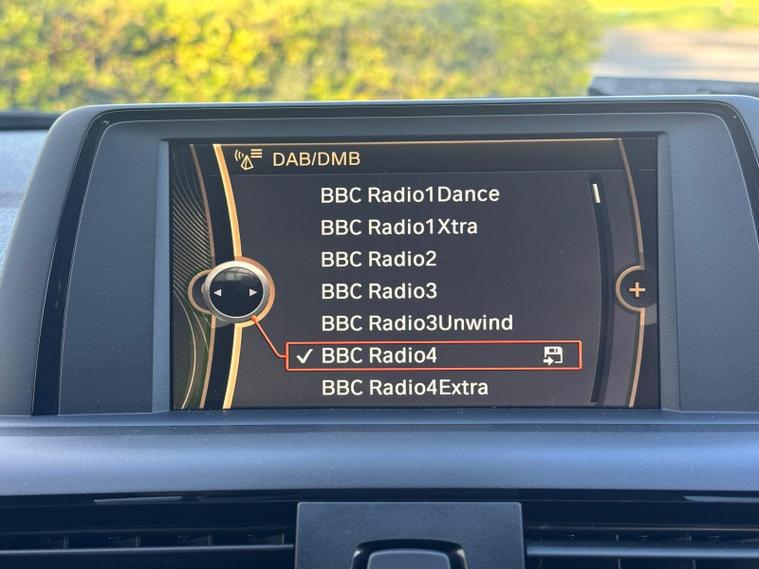 DAB/DMB
BBC Radio1Dance
BBC Radio1Xtra
BBC Radio2
BBC Radio3
BBC Radio3Unwind
BBC Radio4
BBC Radio4Extra